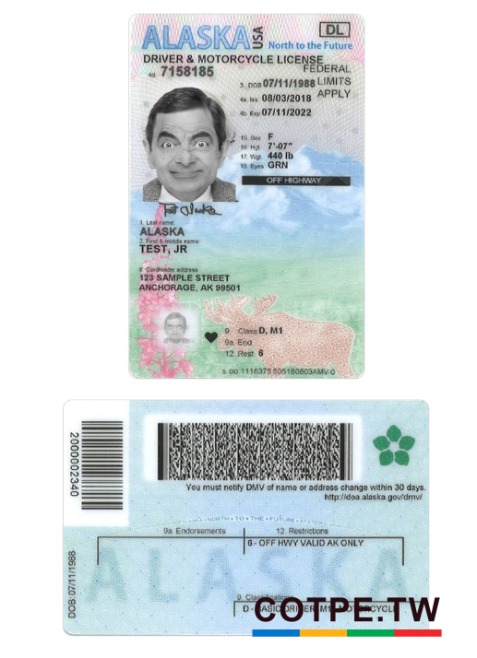 ALASKA USA North to the Future DL
DRIVER & MOTORCYCLE LICENSE
FEDERAL
LIMITS
APPLY
4d. 7158185
3. DOB 07/11/1988
4a. Iss 08/03/2018
4b. Exp 07/11/2022
15. Sex F
16. Hgt 7'-07"
17. Wgt 440 lb
18. Eyes GRN
OFF HIGHWAY
1. Last name
ALASKA
2. First & middle name
TEST, JR
8. Cardholder address
123 SAMPLE STREET
ANCHORAGE, AK 99501
9. Class D, M1
9a. End
12. Rest 6
5. DD 1116375 505180803AMV-0
2000002340
You must notify DMV of name or address change within 30 days.
http://doa.alaska.gov/dmv/
NORTH • TO • THE • FUTURE
9a. Endorsements
12. Restrictions
6 - OFF HWY VALID AK ONLY
ALASKA
DOB 07/11/1988
9. Classification
D - BASIC DRIVER, M1 - MOTORCYCLE
COTPE.TW